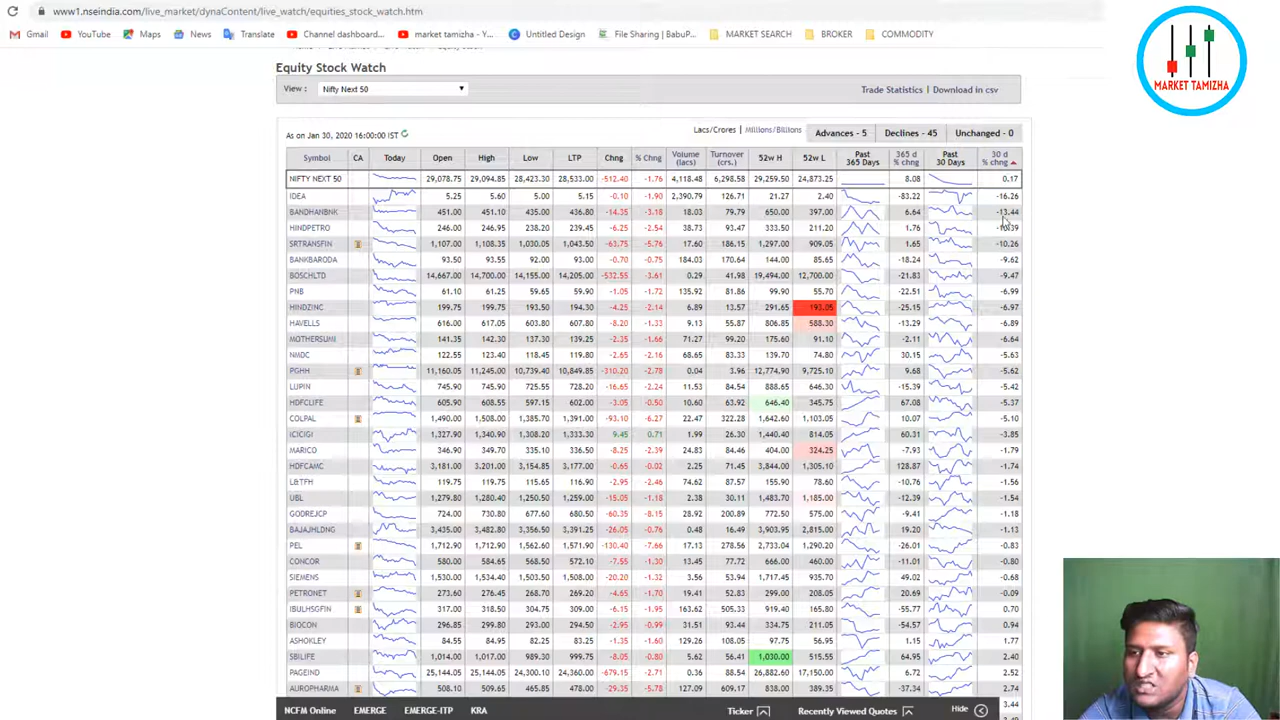 www1.nseindia.com/live_market/dynaContent/live_watch/equities_stock_watch.htm
Gmail YouTube Maps News Translate Channel dashboard... market tamizha - Y... Untitled Design File Sharing | BabuP... MARKET SEARCH BROKER COMMODITY
MARKET TAMIZHA
Equity Stock Watch
View : Nifty Next 50 Trade Statistics | Download in csv
As on Jan 30, 2020 16:00:00 IST Lacs/Crores | Millions/Billions Advances - 5 Declines - 45 Unchanged - 0
Symbol CA Today Open High Low LTP Chng % Chng Volume (lacs) Turnover (crs.) 52w H 52w L Past 365 Days 365 d % chng Past 30 Days 30 d % chng
NIFTY NEXT 50 29,078.75 29,094.85 28,423.30 28,533.00 -512.40 -1.76 4,118.48 6,298.58 29,259.50 24,873.25 8.08 0.17
IDEA 5.25 5.60 5.00 5.15 -0.10 -1.90 2,390.79 126.71 21.27 2.40 -83.22 -16.26
BANDHANBNK 451.00 451.10 435.00 436.80 -14.35 -3.18 18.03 79.79 650.00 397.00 6.64 -13.44
HINDPETRO 246.00 246.95 238.20 239.45 -6.25 -2.54 38.73 93.47 333.50 211.20 1.76
SRTRANSFIN 1,107.00 1,108.35 1,030.05 1,043.50 -63.75 -5.76 17.60 186.15 1,297.00 909.05 1.65 -10.26
BANKBARODA 93.50 93.55 92.00 93.00 -0.70 -0.75 184.03 170.64 144.00 85.65 -18.24 -9.62
BOSCHLTD 14,667.00 14,700.00 14,155.00 14,205.00 -532.55 -3.61 0.29 41.98 19,494.00 12,700.00 -21.83 -9.47
PNB 61.10 61.25 59.65 59.90 -1.05 -1.72 135.92 81.86 99.90 55.70 -22.51 -6.99
HINDZINC 199.75 199.75 193.50 194.30 -4.25 -2.14 6.89 13.57 291.65 193.05 -25.15 -6.97
HAVELLS 616.00 617.05 603.80 607.80 -8.20 -1.33 9.13 55.87 806.85 588.30 -13.29 -6.89
MOTHERSUMI 141.35 142.30 137.30 139.25 -2.35 -1.66 71.27 99.20 175.60 91.10 -2.11 -6.64
NMDC 122.55 123.40 118.45 119.80 -2.65 -2.16 68.65 83.33 139.70 74.80 30.15 -5.63
PGHH 11,160.05 11,245.00 10,739.40 10,849.85 -310.20 -2.78 0.04 3.96 12,774.90 9,725.10 9.68 -5.62
LUPIN 745.90 745.90 725.55 728.20 -16.65 -2.24 11.53 84.54 888.65 646.30 -15.39 -5.42
HDFCLIFE 605.90 608.55 597.15 602.00 -3.05 -0.50 10.60 63.92 646.40 345.75 67.08 -5.37
COLPAL 1,490.00 1,508.00 1,385.70 1,391.00 -93.10 -6.27 22.47 322.28 1,642.60 1,103.05 10.07 -5.10
ICICIGI 1,327.90 1,340.90 1,308.20 1,333.30 9.45 0.71 1.99 26.30 1,440.40 814.05 60.31 -3.85
MARICO 346.90 349.70 335.10 336.50 -8.25 -2.39 24.83 84.46 404.00 324.25 -7.93 -1.79
HDFCAMC 3,181.00 3,201.00 3,154.85 3,177.00 -0.65 -0.02 2.25 71.45 3,844.00 1,305.10 128.87 -1.74
L&TFH 119.75 119.75 115.65 116.90 -2.95 -2.46 74.62 87.57 155.90 78.60 -10.76 -1.56
UBL 1,279.80 1,280.40 1,250.50 1,259.00 -15.05 -1.18 2.38 30.11 1,483.70 1,185.00 -12.39 -1.54
GODREJCP 724.00 730.80 677.60 680.50 -60.35 -8.15 28.92 200.89 772.50 575.00 -9.41 -1.18
BAJAJHLDNG 3,435.00 3,482.80 3,356.50 3,391.25 -26.05 -0.76 0.48 16.49 3,903.95 2,815.00 19.20 -1.13
PEL 1,712.90 1,712.90 1,562.60 1,571.90 -130.40 -7.66 17.13 278.56 2,733.04 1,290.20 -26.01 -0.83
CONCOR 580.00 584.65 568.50 572.10 -7.55 -1.30 13.45 77.72 666.00 460.00 -11.01 -0.80
SIEMENS 1,530.00 1,534.40 1,503.50 1,508.00 -20.20 -1.32 3.56 53.94 1,717.45 935.70 49.02 -0.68
PETRONET 273.60 276.45 268.70 269.20 -4.65 -1.70 19.41 52.83 299.00 208.05 20.69 -0.09
IBULHSGFIN 317.00 318.50 304.75 309.00 -6.15 -1.95 163.62 505.33 919.40 165.80 -55.77 0.70
BIOCON 296.85 299.80 293.00 294.50 -2.95 -0.99 31.51 93.44 334.75 211.05 -54.57 0.94
ASHOKLEY 84.55 84.95 82.25 83.25 -1.35 -1.60 129.26 108.05 97.75 56.95 1.15 1.77
SBILIFE 1,014.00 1,017.00 989.30 999.75 -8.05 -0.80 5.62 56.41 1,030.00 515.55 64.95 2.40
PAGEIND 25,144.05 25,144.05 24,300.10 24,360.00 -679.15 -2.71 0.36 88.54 26,882.60 17,150.00 6.72 2.52
AUROPHARMA 508.10 509.65 465.85 478.00 -29.35 -5.78 127.09 609.17 838.00 389.35 -37.34 2.74
3.44
NCFM Online EMERGE EMERGE-ITP KRA Ticker Recently Viewed Quotes Hide